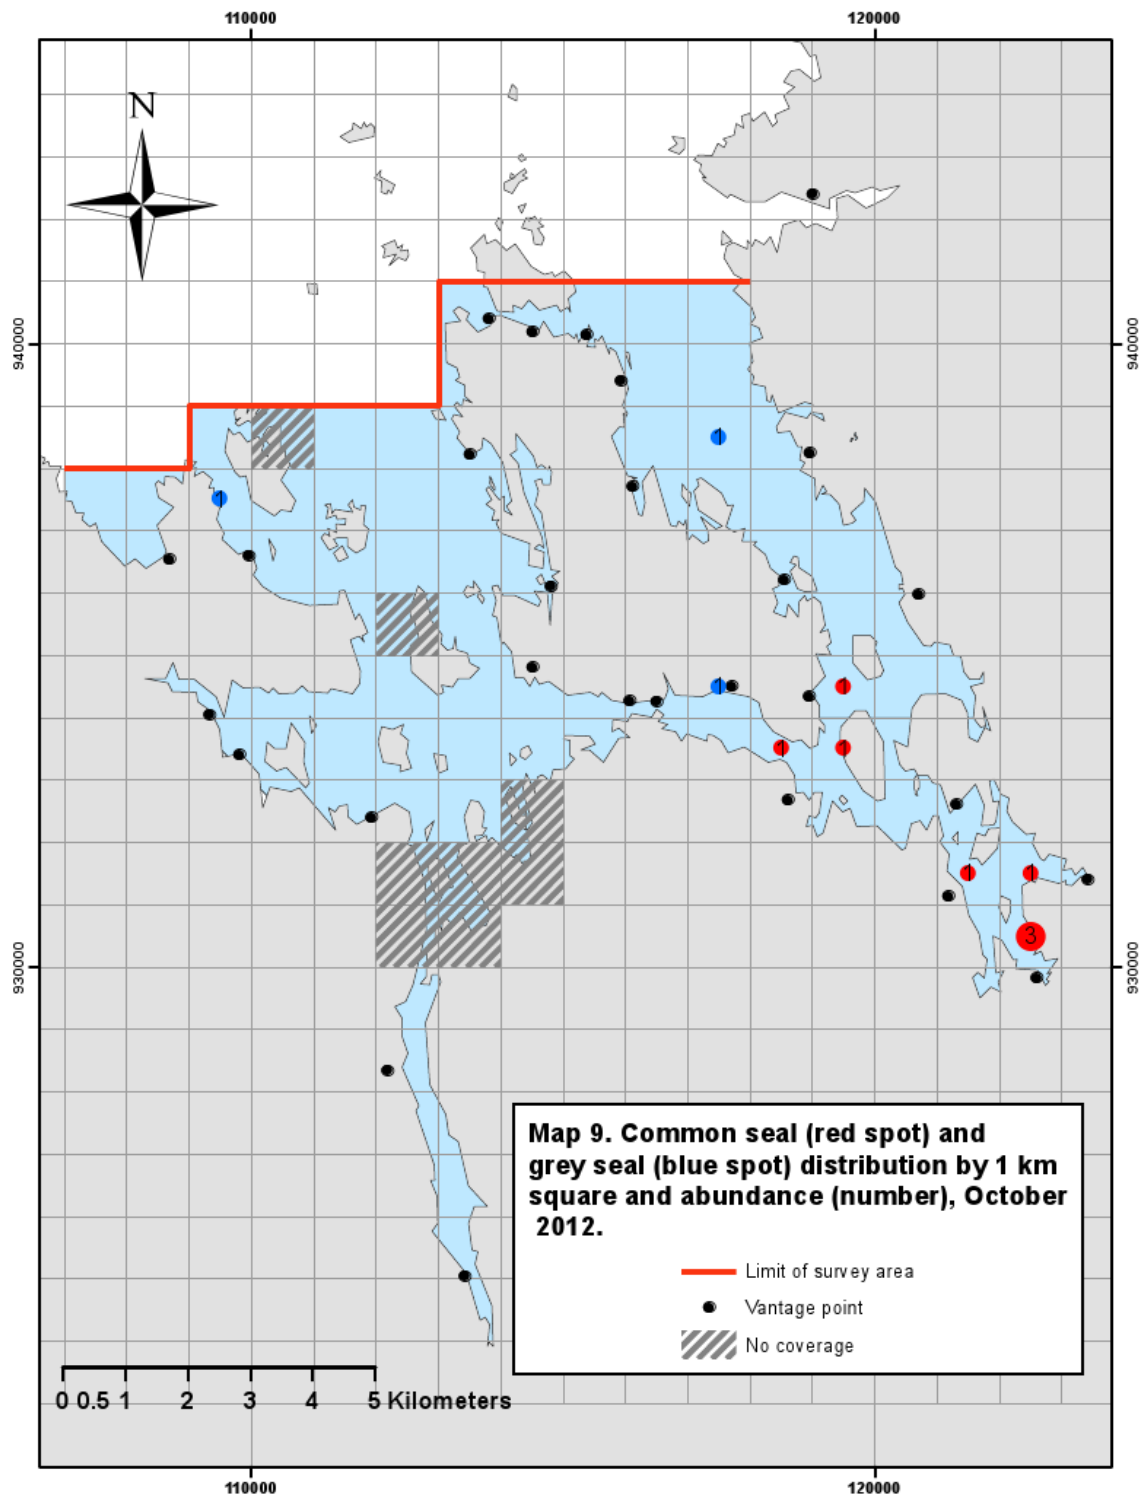 110000
120000
N
940000
940000
1
1
1
1
1
1
1
1
3
930000
930000
Map 9. Common seal (red spot) and
grey seal (blue spot) distribution by 1 km
square and abundance (number), October
2012.
Limit of survey area
Vantage point
No coverage
0 0.5 1 2 3 4 5 Kilometers
110000
120000